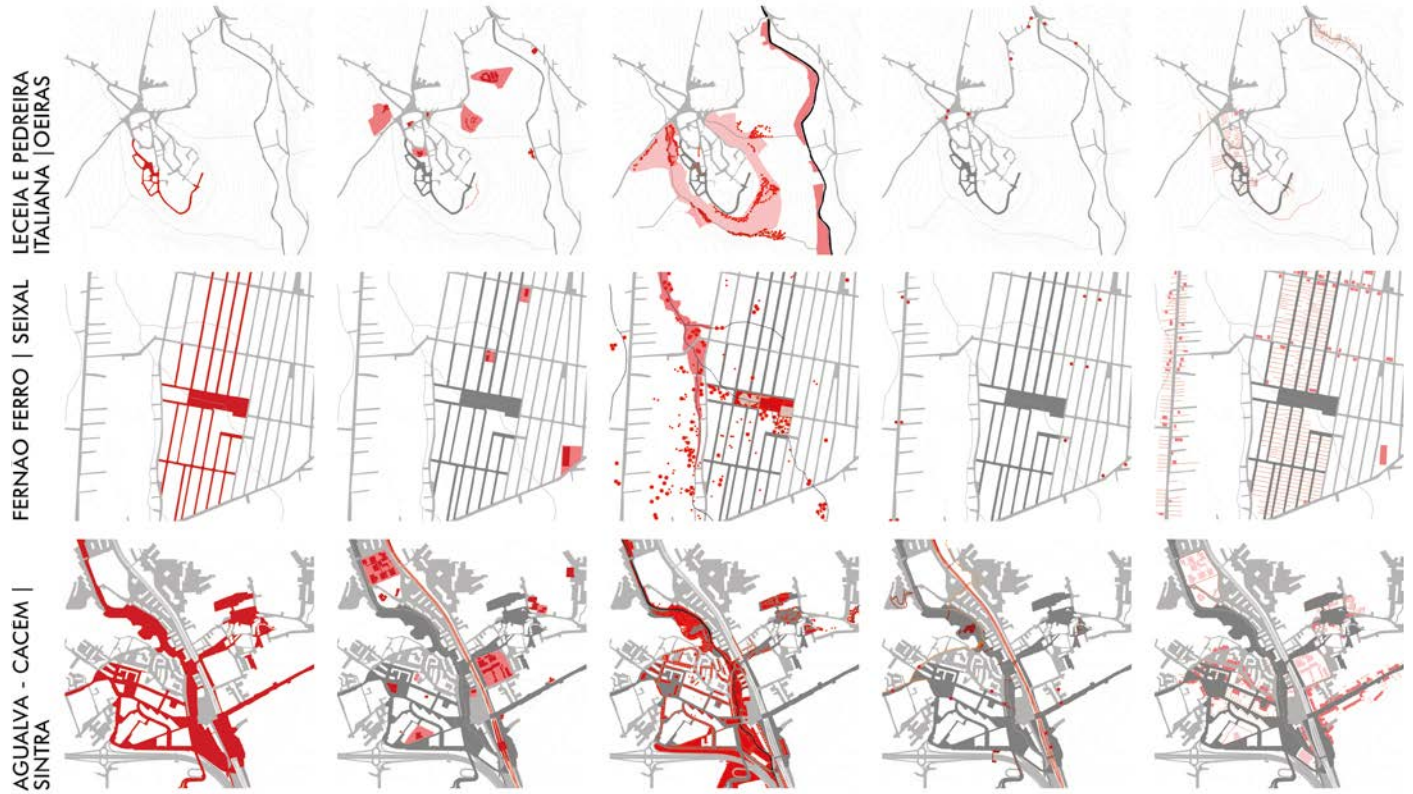 LECEIA E PEDREIRA
ITALIANA |OEIRAS
FERNAO FERRO | SEIXAL
AGUALVA - CACEM |
SINTRA